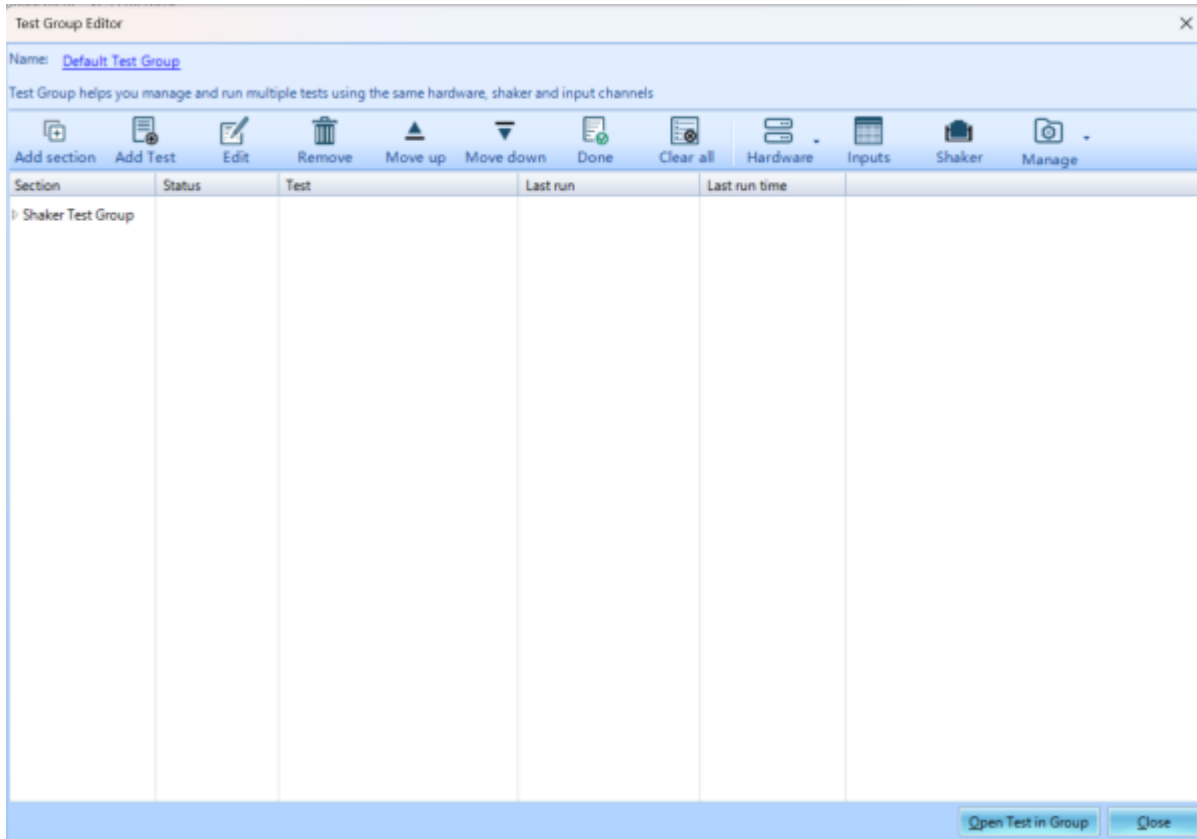 Test Group Editor
Name: Default Test Group
Test Group helps you manage and run multiple tests using the same hardware, shaker and input channels
Add section Add Test Edit Remove Move up Move down Done Clear all Hardware Inputs Shaker Manage
Section Status Test Last run Last run time
Shaker Test Group
Open Test in Group Close